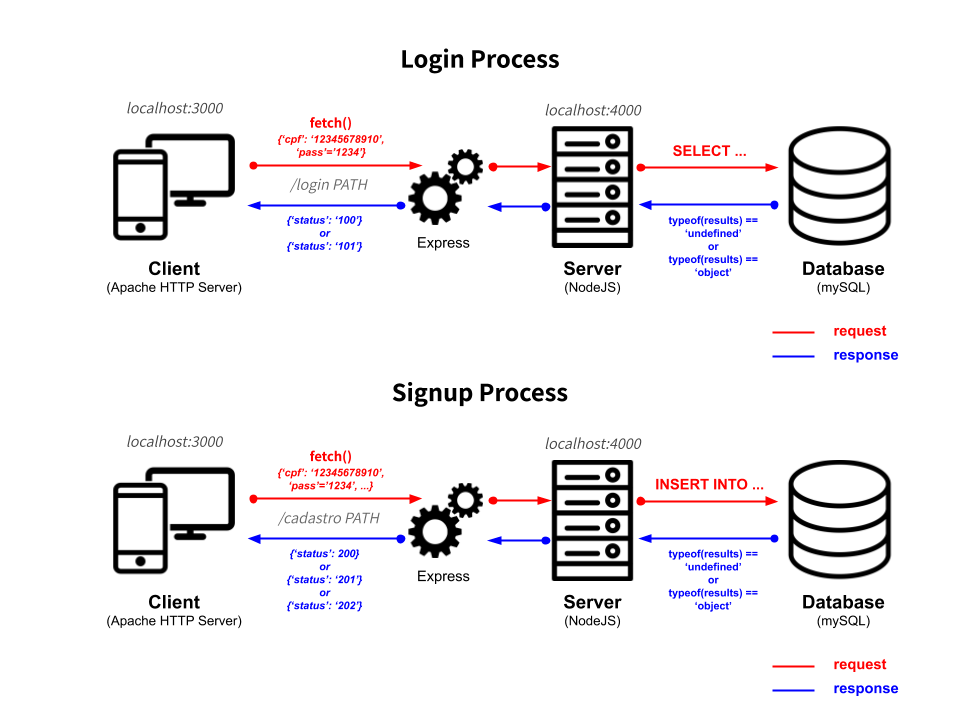 Login Process
localhost:3000
localhost:4000
fetch()
{‘cpf’: ‘12345678910’,
‘pass’=’1234’}
SELECT ...
/login PATH
{‘status’: ‘100’}
or
{‘status’: ‘101’}
typeof(results) ==
‘undefined’
or
typeof(results) ==
‘object’
Express
Client
(Apache HTTP Server)
Server
(NodeJS)
Database
(mySQL)
request
response
Signup Process
localhost:3000
localhost:4000
fetch()
{‘cpf’: ‘12345678910’,
‘pass’=’1234’, ...}
INSERT INTO ...
/cadastro PATH
{‘status’: 200}
or
{‘status’: ‘201’}
or
{‘status’: ‘202’}
typeof(results) ==
‘undefined’
or
typeof(results) ==
‘object’
Express
Client
(Apache HTTP Server)
Server
(NodeJS)
Database
(mySQL)
request
response